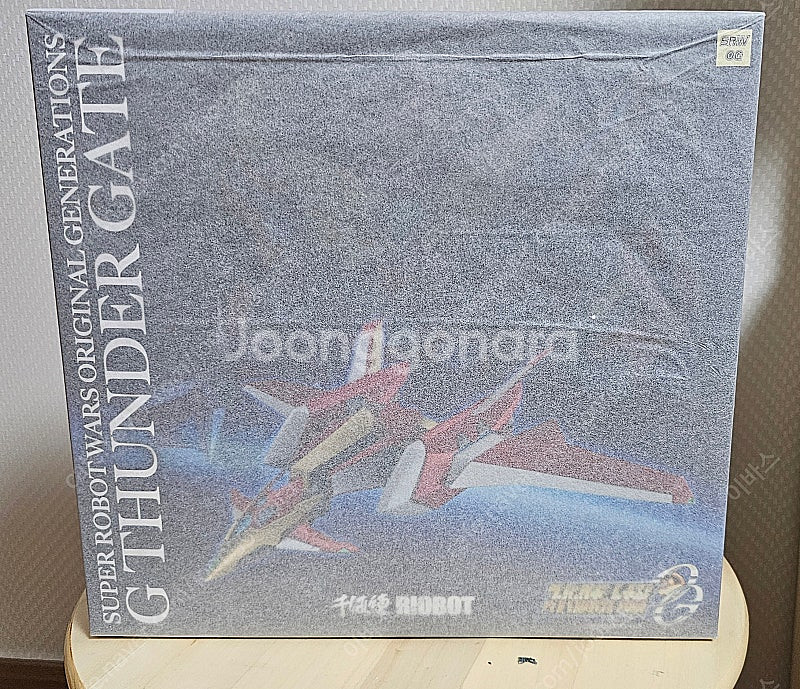 SUPER ROBOT WARS ORIGINAL GENERATIONS
G THUNDER GATE
SRW
OG
Joonggonara
千値練 RIOBOT